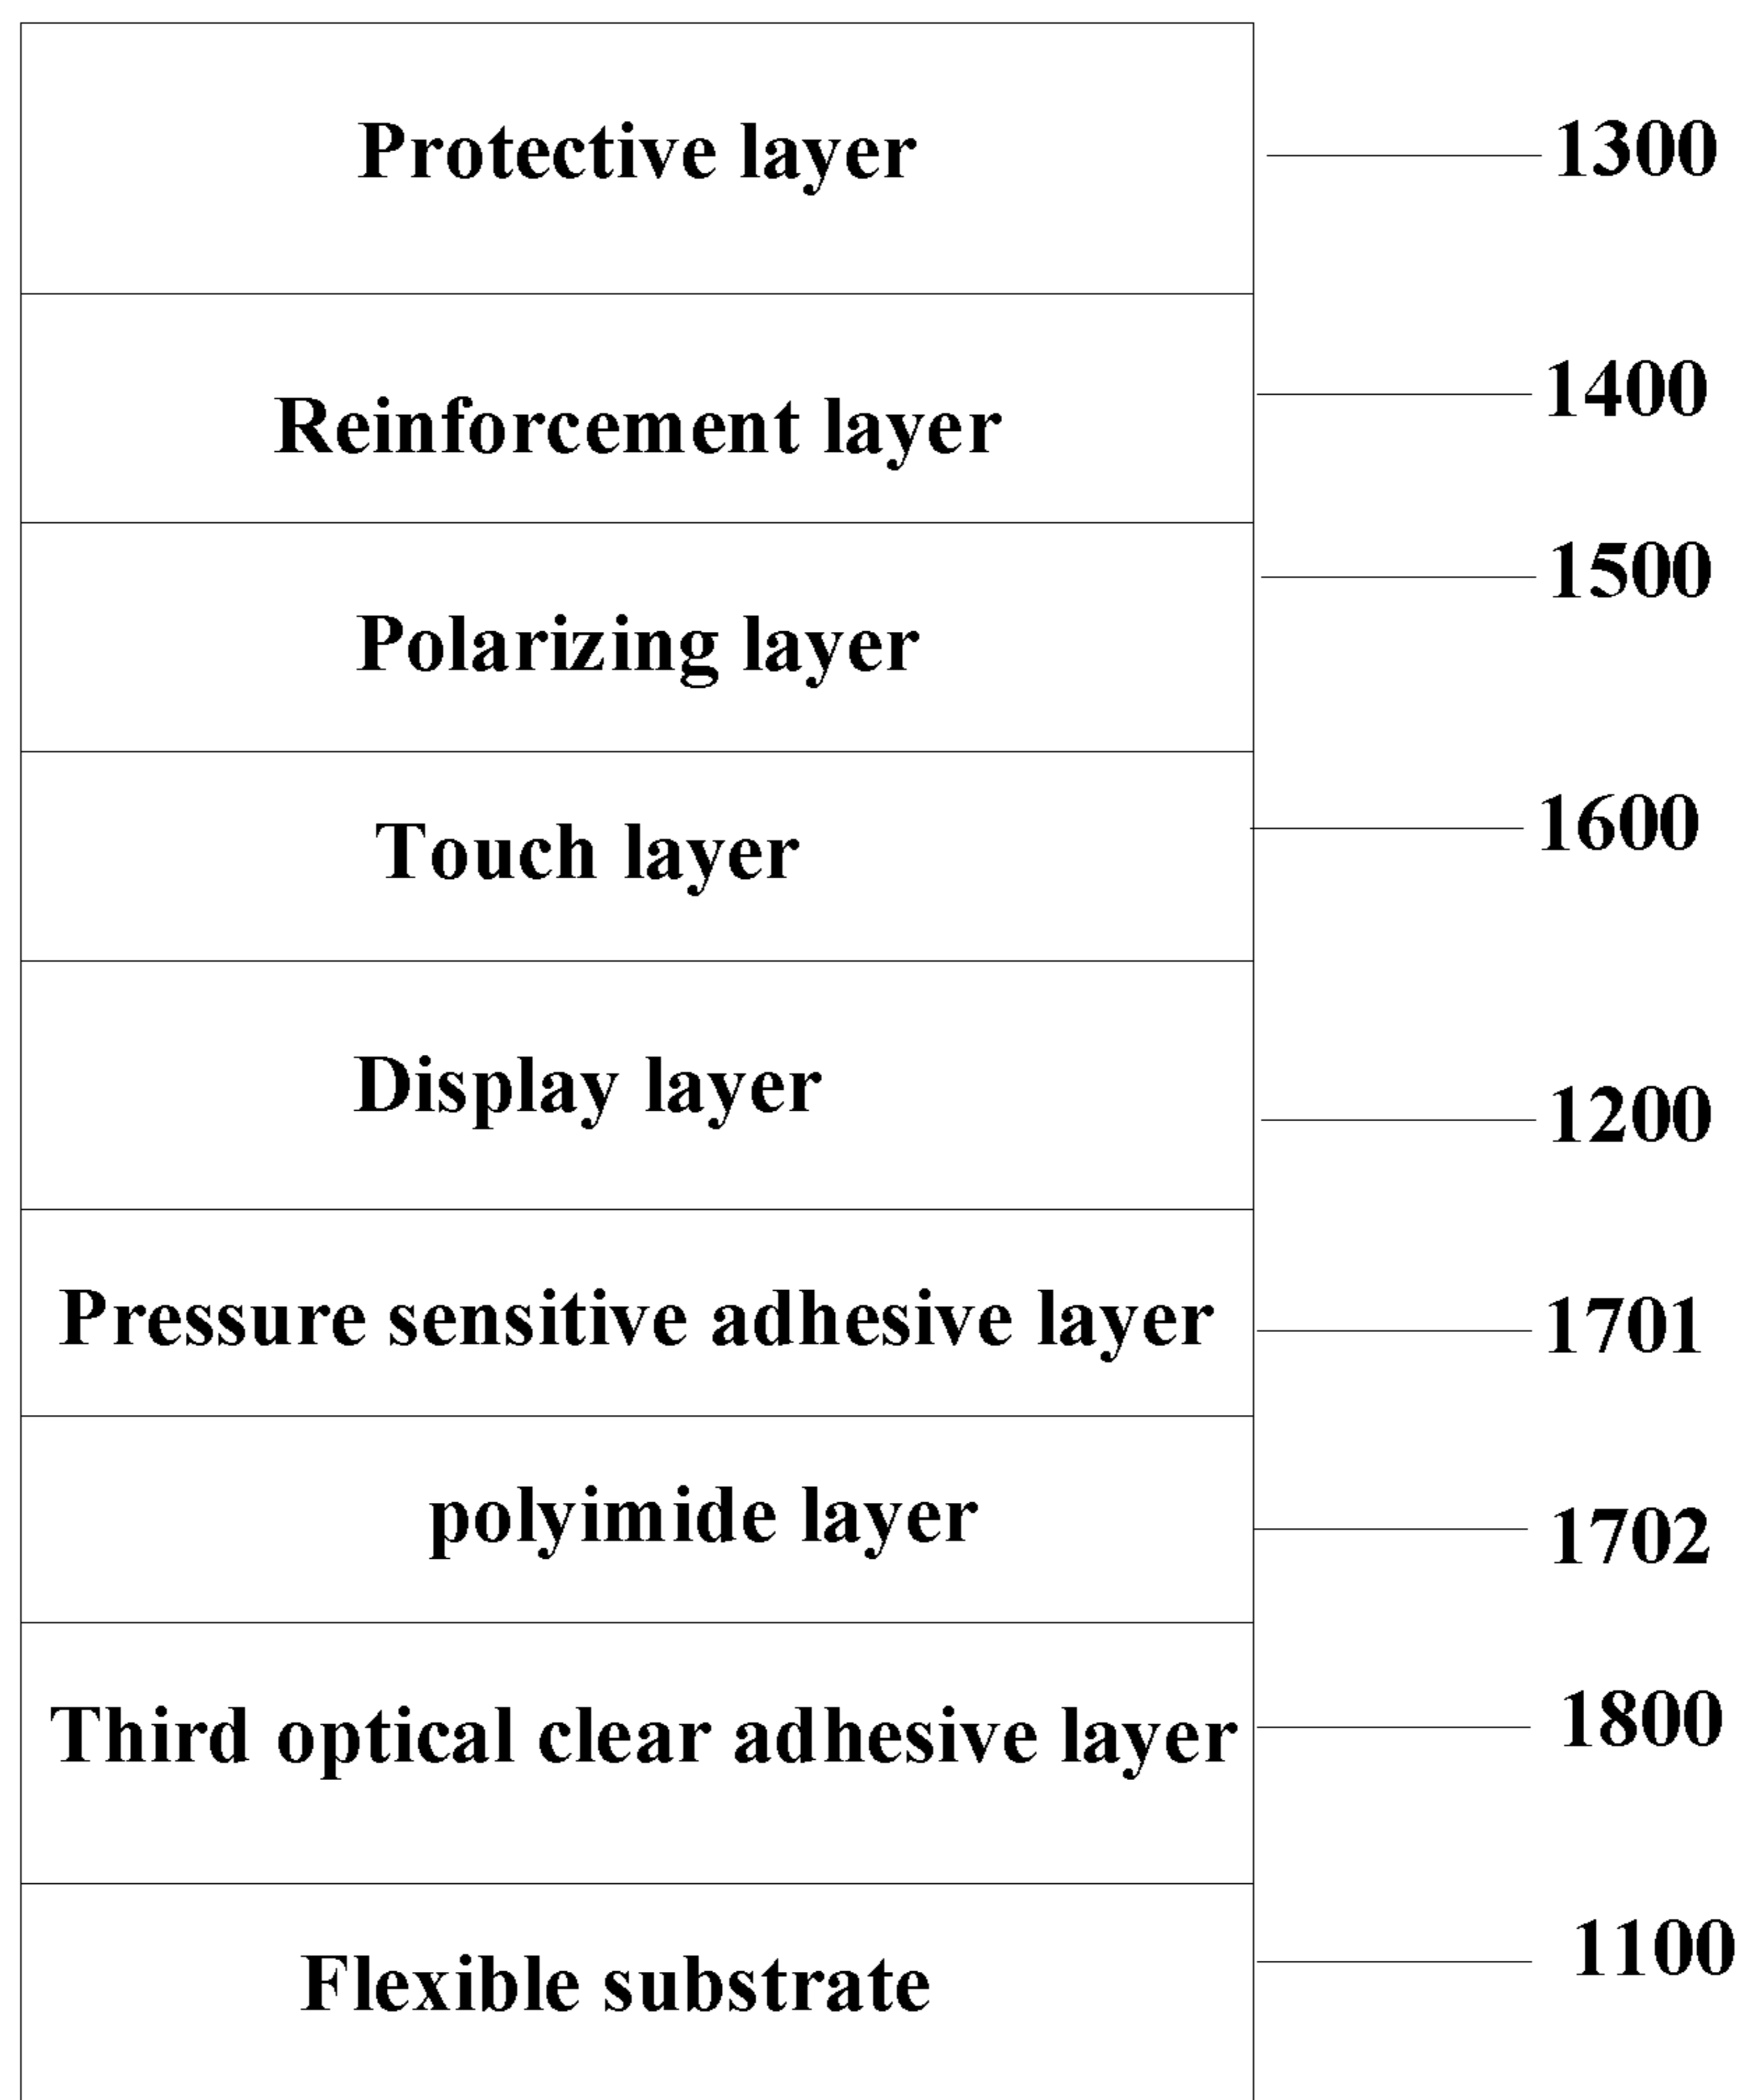 Protective layer 1300
Reinforcement layer 1400
Polarizing layer 1500
Touch layer 1600
Display layer 1200
Pressure sensitive adhesive layer 1701
polyimide layer 1702
Third optical clear adhesive layer 1800
Flexible substrate 1100